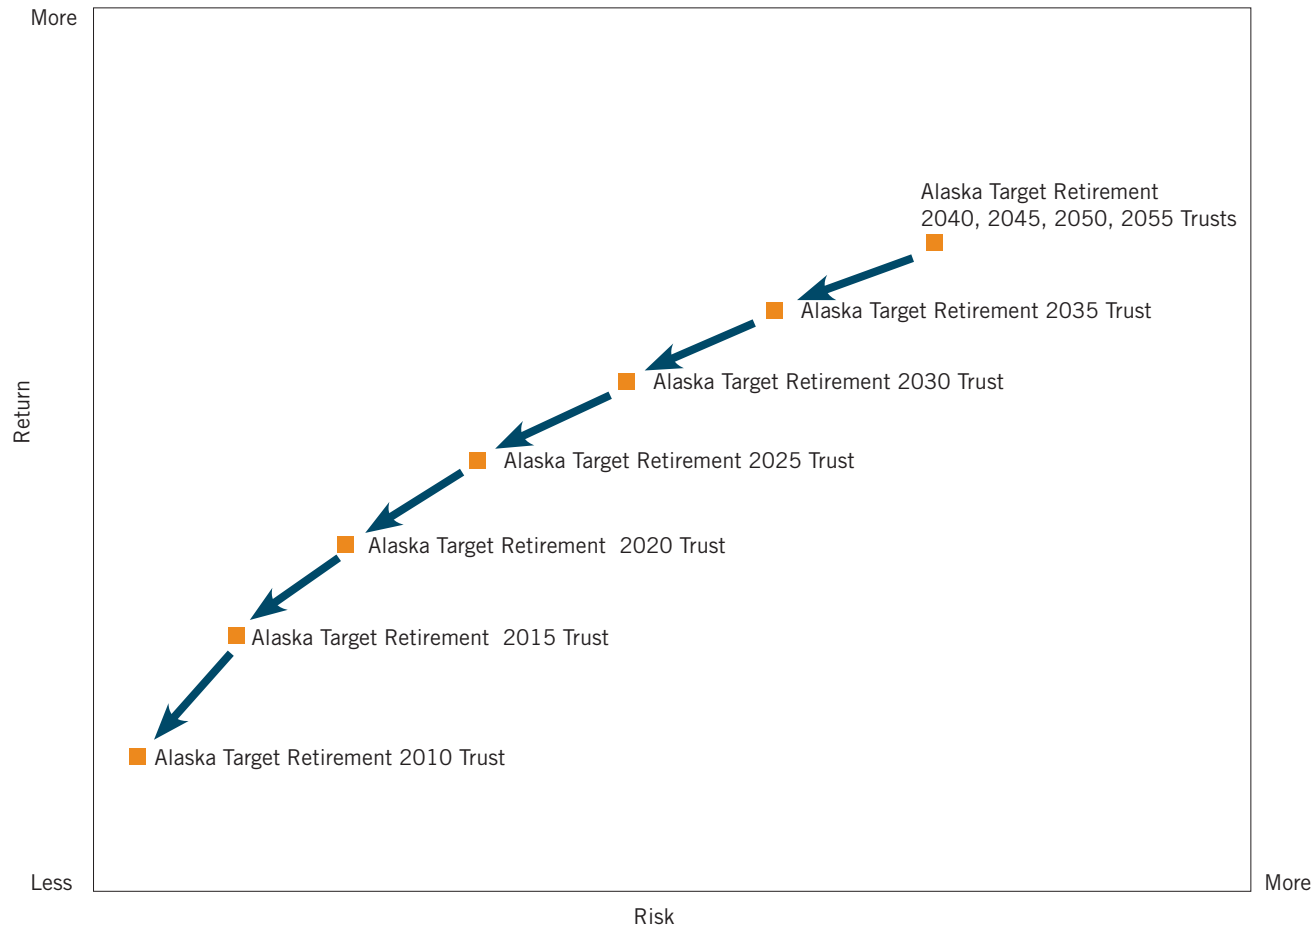 More
Alaska Target Retirement
2040, 2045, 2050, 2055 Trusts
Alaska Target Retirement 2035 Trust
Alaska Target Retirement 2030 Trust
Return
Alaska Target Retirement 2025 Trust
Alaska Target Retirement  2020 Trust
Alaska Target Retirement  2015 Trust
Alaska Target Retirement 2010 Trust
Less
More
Risk